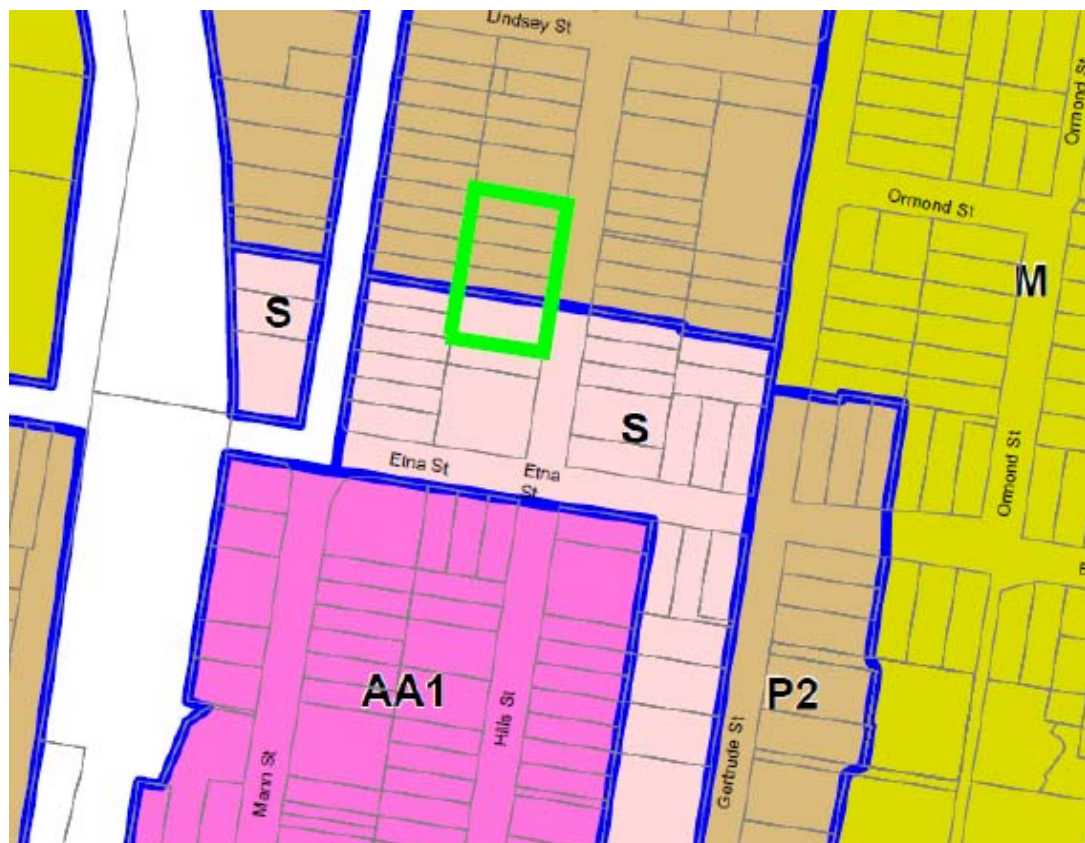 Lindsey St
Ormond St
Ormond St
M
S
S
Etna St
Etna
St
Ormond St
AA1
P2
Hills St
Mann St
Gertrude St